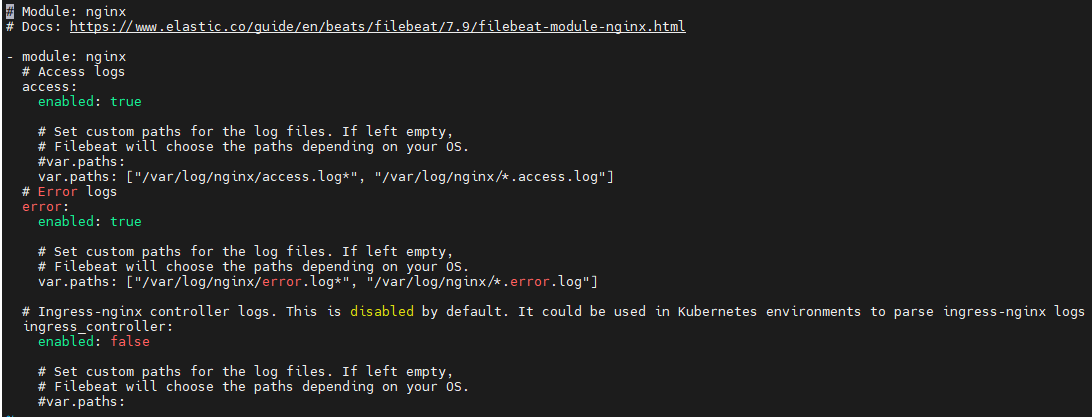 # Module: nginx
# Docs: https://www.elastic.co/guide/en/beats/filebeat/7.9/filebeat-module-nginx.html

- module: nginx
  # Access logs
  access:
    enabled: true

    # Set custom paths for the log files. If left empty,
    # Filebeat will choose the paths depending on your OS.
    #var.paths:
    var.paths: ["/var/log/nginx/access.log*", "/var/log/nginx/*.access.log"]
  # Error logs
  error:
    enabled: true

    # Set custom paths for the log files. If left empty,
    # Filebeat will choose the paths depending on your OS.
    var.paths: ["/var/log/nginx/error.log*", "/var/log/nginx/*.error.log"]

  # Ingress-nginx controller logs. This is disabled by default. It could be used in Kubernetes environments to parse ingress-nginx logs
  ingress_controller:
    enabled: false

    # Set custom paths for the log files. If left empty,
    # Filebeat will choose the paths depending on your OS.
    #var.paths: